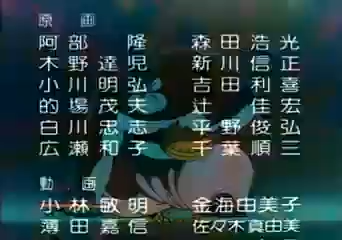 原画
阿部 隆 森田浩光
木野達児 新川信正
小川明弘 吉田利喜
的場茂夫 辻 佳宏
白川忠志 平野俊弘
広瀬和子 千葉順三
動画
小林敏明 金海由美子
薄田嘉信 佐々木真由美